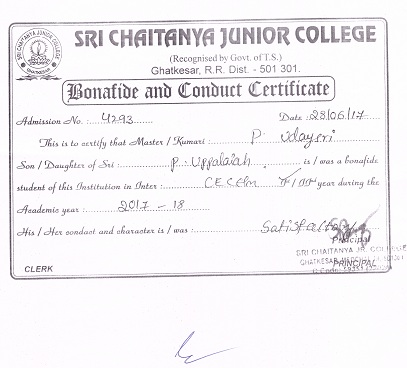 SRI CHAITANYA JUNIOR COLLEGE
(Recognised by Govt. of T.S.)
Ghatkesar, R.R. Dist. - 501 301.
Bonafide and Conduct Certificate
Admission No. : 4293 Date : 28/06/17
This is to certify that Master / Kumari : P. Udaysri
Son / Daughter of Sri : P. Uppalaiah is / was a bonafide
student of this Institution in Inter : CEC year during the
Academic year : 2017 - 18
His / Her conduct and character is / was : Satisfactory
Principal
SRI CHAITANYA JR. COLLEGE
CLERK PRINCIPAL